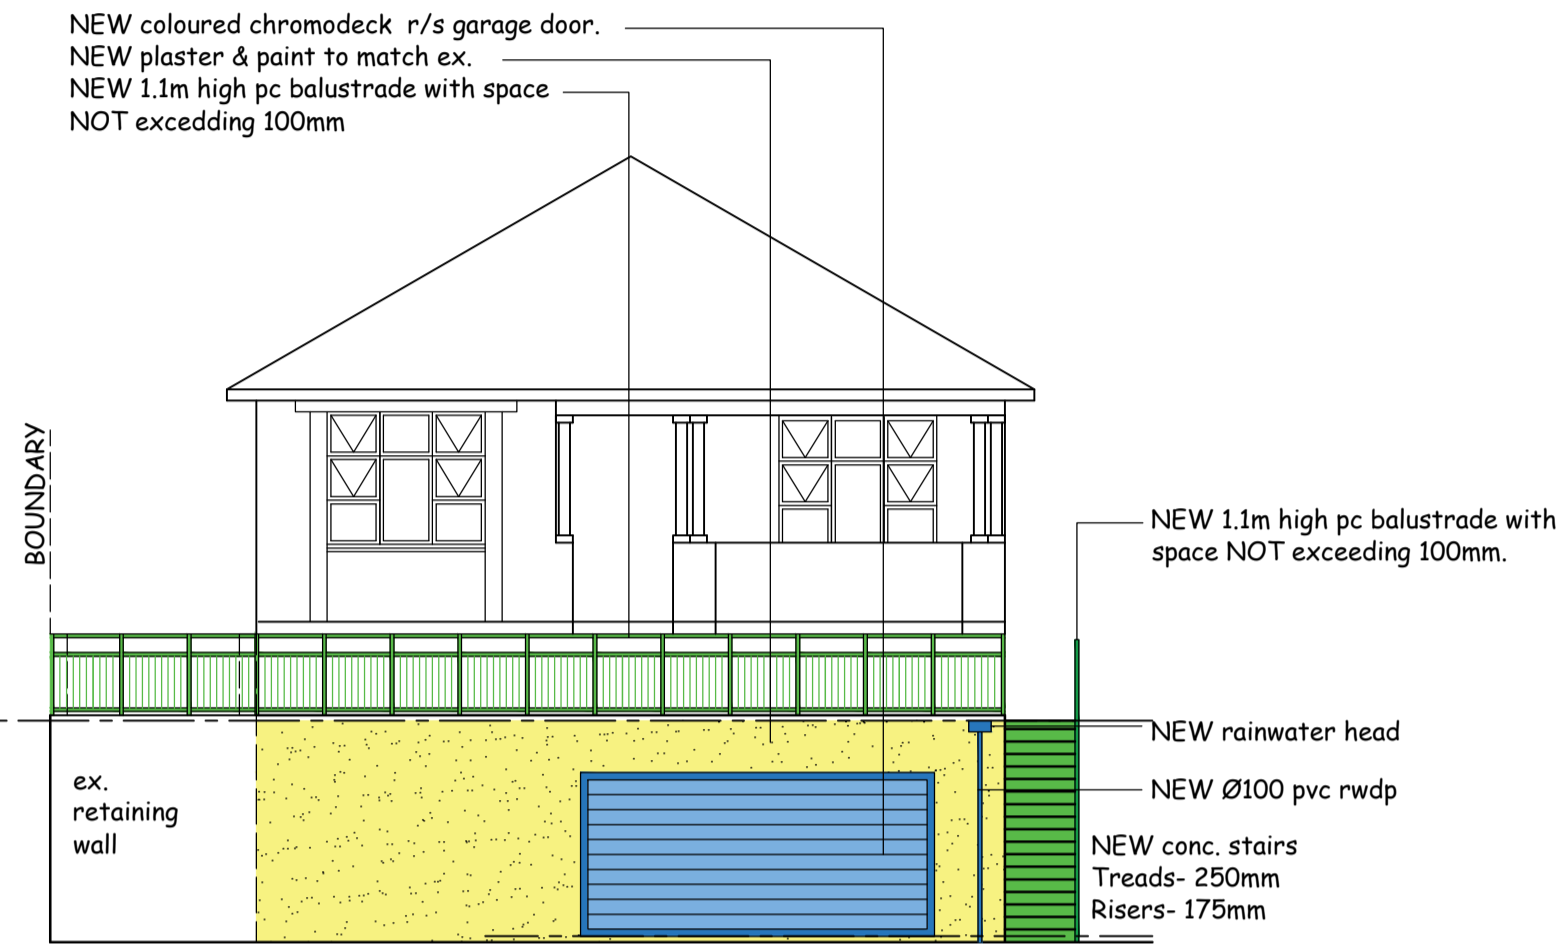 NEW coloured chromodeck r/s garage door.
NEW plaster & paint to match ex.
NEW 1.1m high pc balustrade with space
NOT excedding 100mm
BOUNDARY
NEW 1.1m high pc balustrade with
space NOT exceeding 100mm.
NEW rainwater head
NEW Ø100 pvc rwdp
ex.
retaining
wall
NEW conc. stairs
Treads- 250mm
Risers- 175mm